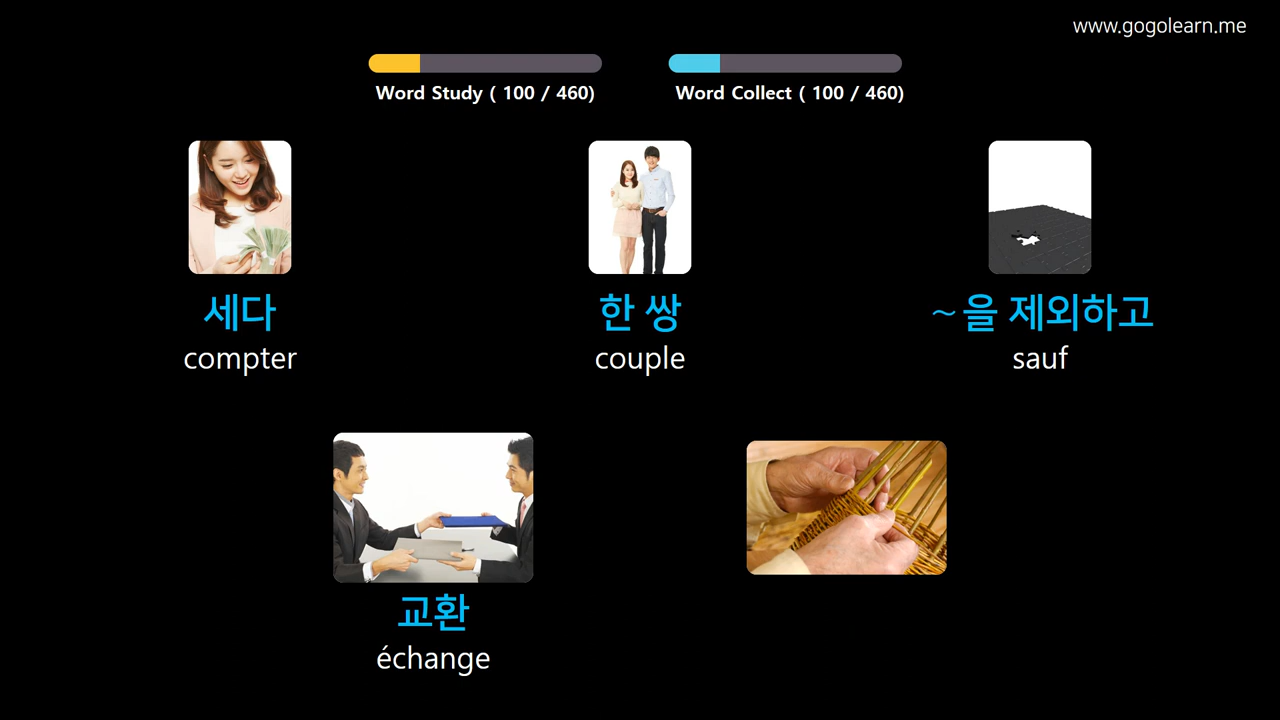 www.gogolearn.me
Word Study ( 100 / 460)
Word Collect ( 100 / 460)
세다
compter
한 쌍
couple
~을 제외하고
sauf
교환
échange